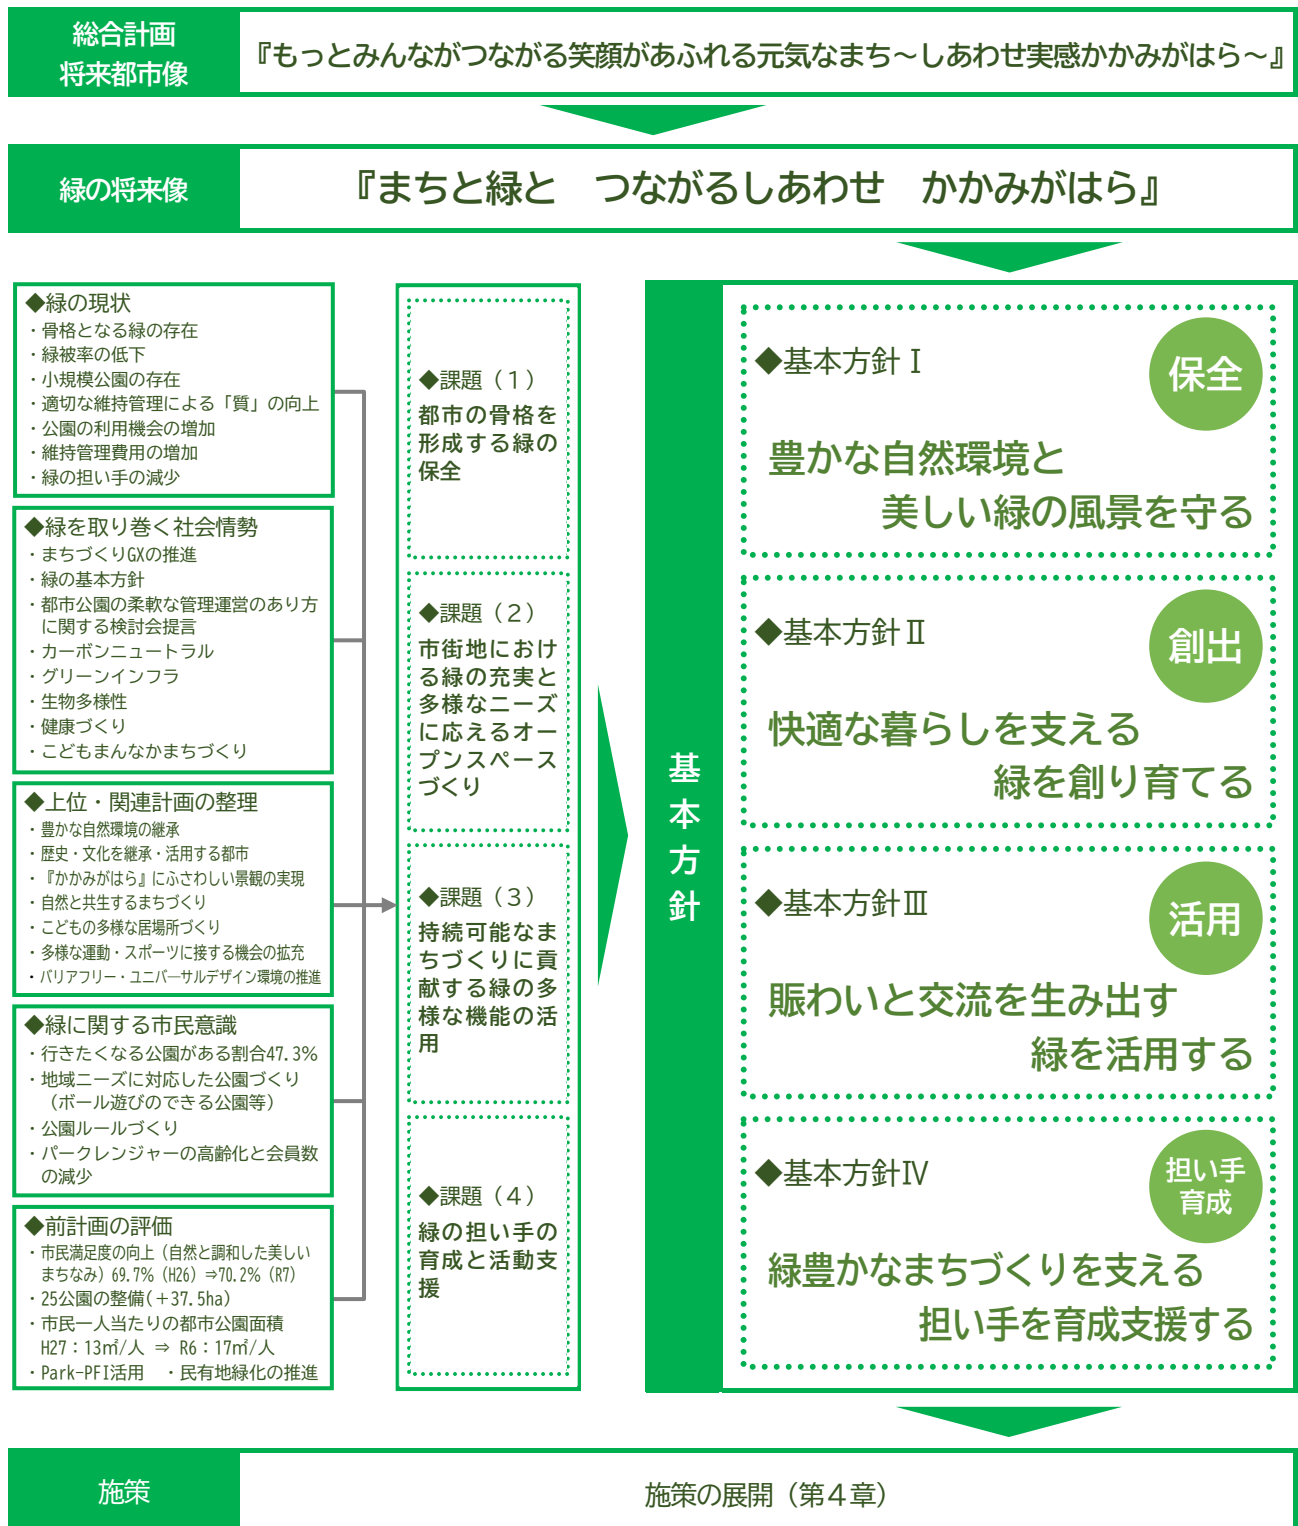 総合計画
将来都市像
『もっとみんながつながる笑顔があふれる元気なまち～しあわせ実感かかみがはら～』
緑の将来像
『まちと緑と　つながるしあわせ　かかみがはら』
◆緑の現状
・骨格となる緑の存在
・緑被率の低下
・小規模公園の存在
・適切な維持管理による「質」の向上
・公園の利用機会の増加
・維持管理費用の増加
・緑の担い手の減少
◆緑を取り巻く社会情勢
・まちづくりGXの推進
・緑の基本方針
・都市公園の柔軟な管理運営のあり方
に関する検討会提言
・カーボンニュートラル
・グリーンインフラ
・生物多様性
・健康づくり
・こどもまんなかまちづくり
◆上位・関連計画の整理
・豊かな自然環境の継承
・歴史・文化を継承・活用する都市
・『かかみがはら』にふさわしい景観の実現
・自然と共生するまちづくり
・こどもの多様な居場所づくり
・多様な運動・スポーツに接する機会の拡充
・バリアフリー・ユニバーサルデザイン環境の推進
◆緑に関する市民意識
・行きたくなる公園がある割合47.3%
・地域ニーズに対応した公園づくり
（ボール遊びのできる公園等）
・公園ルールづくり
・パークレンジャーの高齢化と会員数
の減少
◆前計画の評価
・市民満足度の向上（自然と調和した美しい
まちなみ）69.7%（H26）⇒70.2%（R7）
・25公園の整備(＋37.5ha)
・市民一人当たりの都市公園面積
H27：13㎡/人 ⇒ R6：17㎡/人
・Park-PFI活用　・民有地緑化の推進
◆課題（１）
都市の骨格を
形成する緑の
保全
◆課題（２）
市街地におけ
る緑の充実と
多様なニーズ
に応えるオー
プンスペース
づくり
◆課題（３）
持続可能なま
ちづくりに貢
献する緑の多
様な機能の活
用
◆課題（４）
緑の担い手の
育成と活動支
援
基本方針
◆基本方針Ⅰ
保全
豊かな自然環境と
美しい緑の風景を守る
◆基本方針Ⅱ
創出
快適な暮らしを支える
緑を創り育てる
◆基本方針Ⅲ
活用
賑わいと交流を生み出す
緑を活用する
◆基本方針Ⅳ
担い手
育成
緑豊かなまちづくりを支える
担い手を育成支援する
施策
施策の展開（第４章）